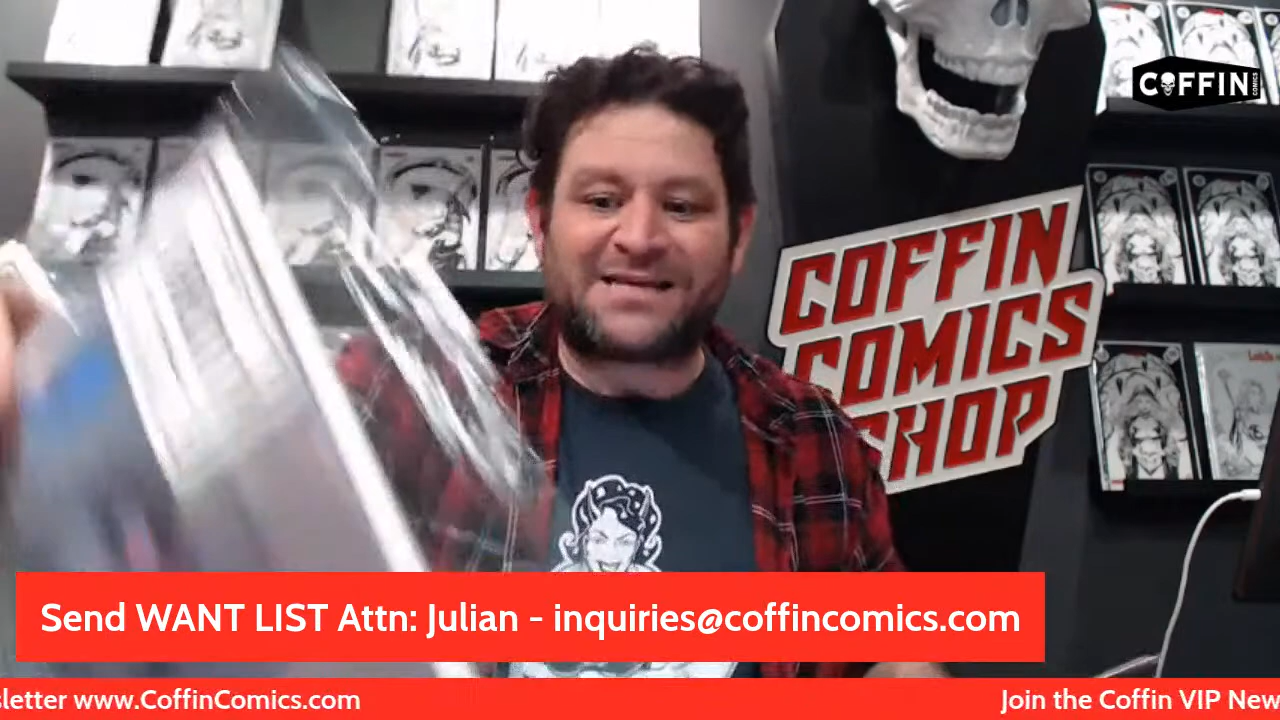 COFFIN
COMICS
COFFIN
COMICS
SHOP
Send WANT LIST Attn: Julian - inquiries@coffincomics.com
sletter www.CoffinComics.com
Join the Coffin VIP New